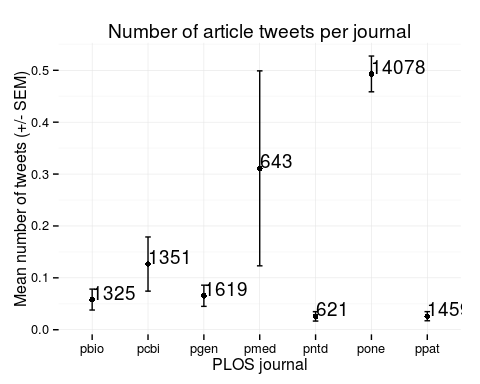 Number of article tweets per journal
Mean number of tweets (+/- SEM)
0.5
0.4
0.3
0.2
0.1
0.0
1325
1351
1619
643
621
14078
pbio
pcbi
pgen
pmed
pntd
pone
ppat
PLOS journal